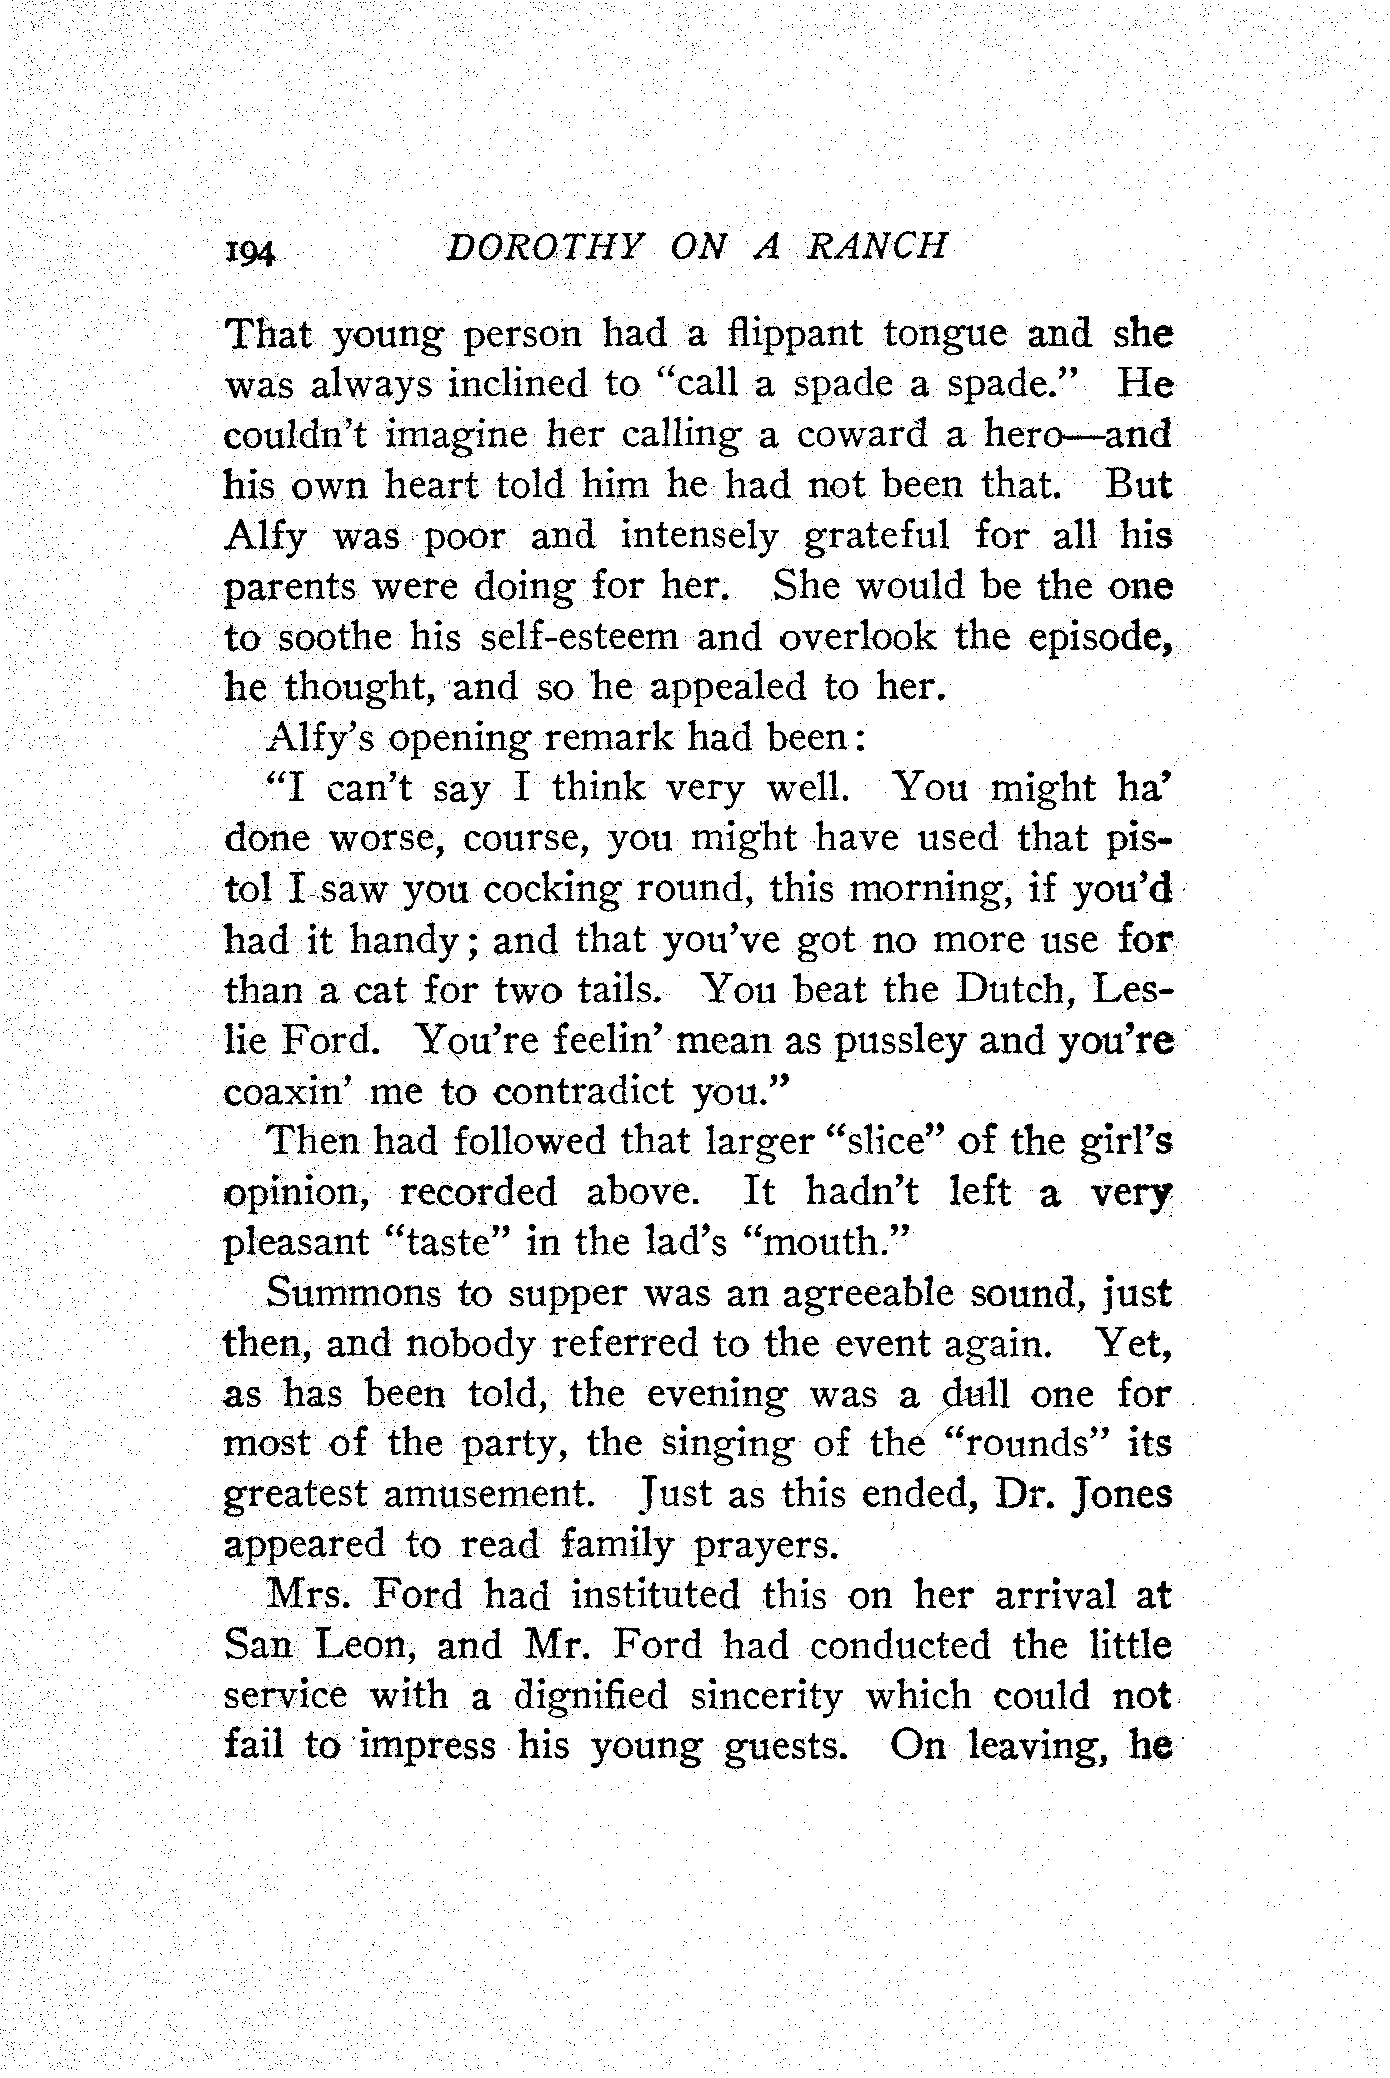 194 DOROTHY ON A RANCH
That young person had a flippant tongue and she
was always inclined to “call a spade a spade.” He
couldn’t imagine her calling a coward a hero—and
his own heart told him he had not been that. But
Alfy was poor and intensely grateful for all his
parents were doing for her. She would be the one
to soothe his self-esteem and overlook the episode,
he thought, and so he appealed to her.
Alfy’s opening remark had been:
“I can’t say I think very well. You might ha’
done worse, course, you might have used that pis-
tol I saw you cocking round, this morning, if you’d
had it handy; and that you’ve got no more use for
than a cat for two tails. You beat the Dutch, Les-
lie Ford. You’re feelin’ mean as pussley and you’re
coaxin’ me to contradict you.”
Then had followed that larger “slice” of the girl’s
opinion, recorded above. It hadn’t left a very
pleasant “taste” in the lad’s “mouth.”
Summons to supper was an agreeable sound, just
then, and nobody referred to the event again. Yet,
as has been told, the evening was a dull one for
most of the party, the singing of the “rounds” its
greatest amusement. Just as this ended, Dr. Jones
appeared to read family prayers.
Mrs. Ford had instituted this on her arrival at
San Leon, and Mr. Ford had conducted the little
service with a dignified sincerity which could not
fail to impress his young guests. On leaving, he